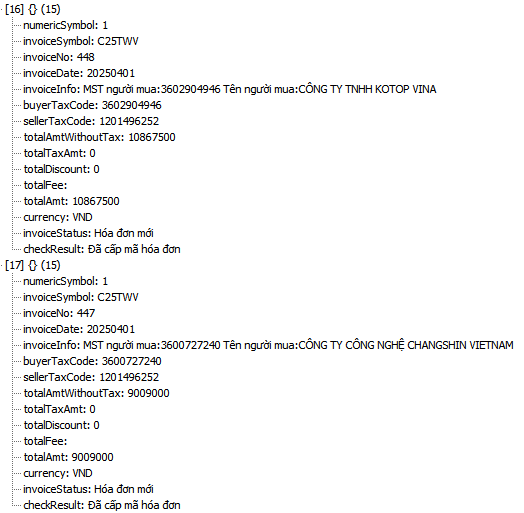 [16] {} (15)
numericSymbol: 1
invoiceSymbol: C25TWV
invoiceNo: 448
invoiceDate: 20250401
invoiceInfo: MST người mua:3602904946 Tên người mua:CÔNG TY TNHH KOTOP VINA
buyerTaxCode: 3602904946
sellerTaxCode: 1201496252
totalAmtWithoutTax: 10867500
totalTaxAmt: 0
totalDiscount: 0
totalFee:
totalAmt: 10867500
currency: VND
invoiceStatus: Hóa đơn mới
checkResult: Đã cấp mã hóa đơn
[17] {} (15)
numericSymbol: 1
invoiceSymbol: C25TWV
invoiceNo: 447
invoiceDate: 20250401
invoiceInfo: MST người mua:3600727240 Tên người mua:CÔNG TY CÔNG NGHỆ CHANGSHIN VIETNAM
buyerTaxCode: 3600727240
sellerTaxCode: 1201496252
totalAmtWithoutTax: 9009000
totalTaxAmt: 0
totalDiscount: 0
totalFee:
totalAmt: 9009000
currency: VND
invoiceStatus: Hóa đơn mới
checkResult: Đã cấp mã hóa đơn